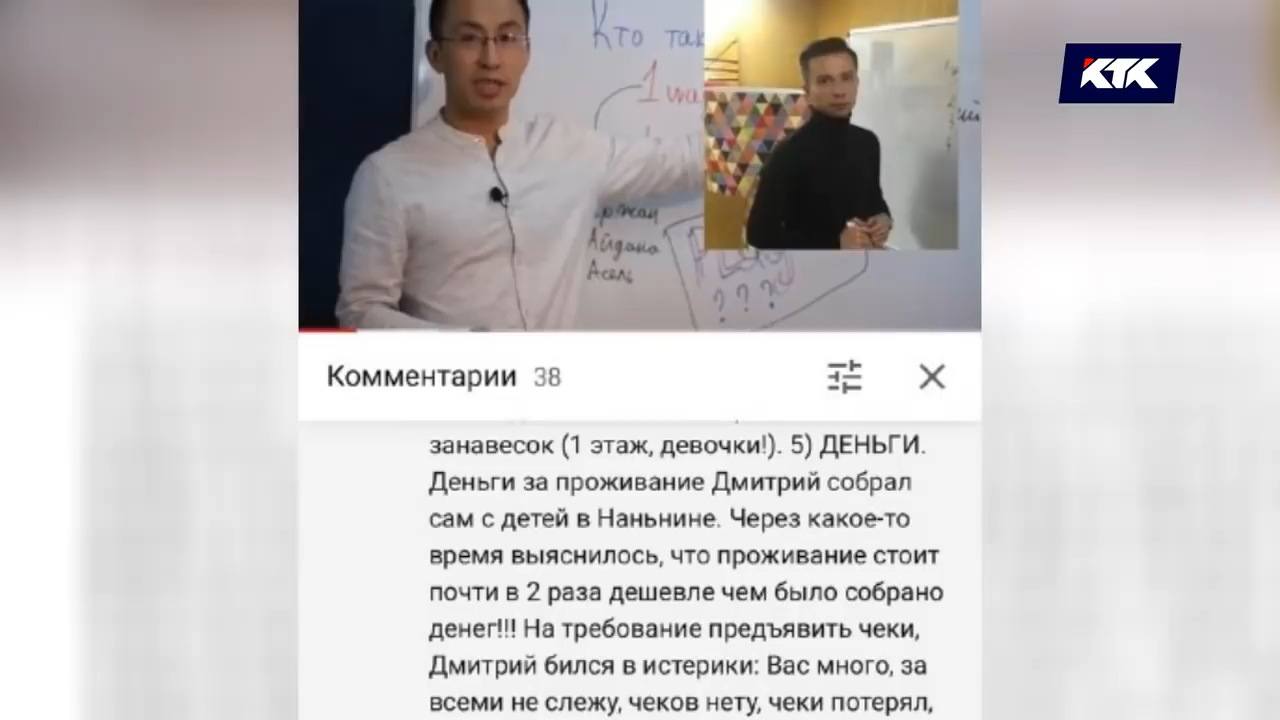 КТК
Кто так
1 ша
Айдана
Асель
? ? ?
Комментарии 38
занавесок (1 этаж, девочки!). 5) ДЕНЬГИ.
Деньги за проживание Дмитрий собрал
сам с детей в Наньнине. Через какое-то
время выяснилось, что проживание стоит
почти в 2 раза дешевле чем было собрано
денег!!! На требование предъявить чеки,
Дмитрий бился в истерики: Вас много, за
всеми не слежу, чеков нету, чеки потерял,